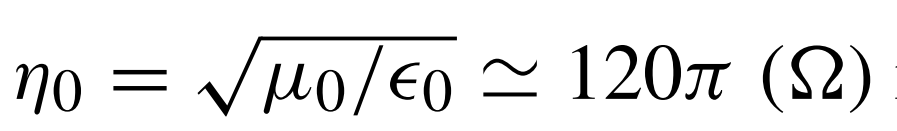 η₀ = √μ₀/ϵ₀ ≃ 120π (Ω)